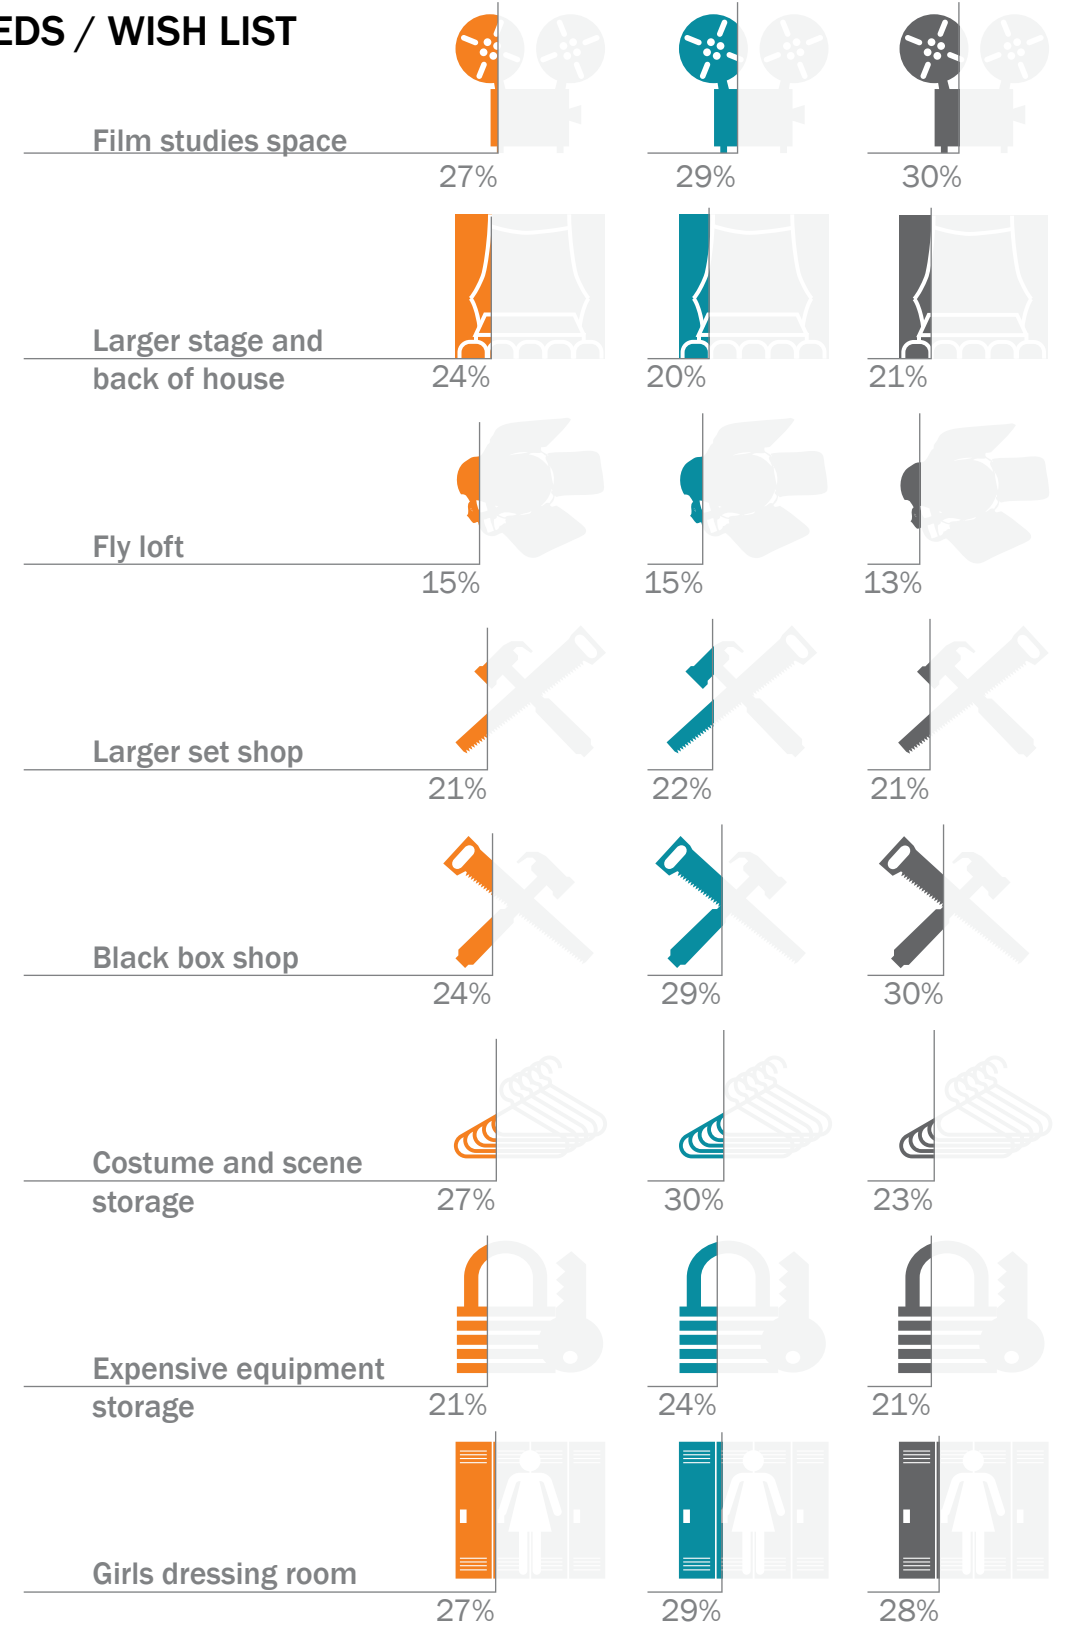 EDS / WISH LIST
Film studies space
27% 29% 30%
Larger stage and
back of house
24% 20% 21%
Fly loft
15% 15% 13%
Larger set shop
21% 22% 21%
Black box shop
24% 29% 30%
Costume and scene
storage
27% 30% 23%
Expensive equipment
storage
21% 24% 21%
Girls dressing room
27% 29% 28%